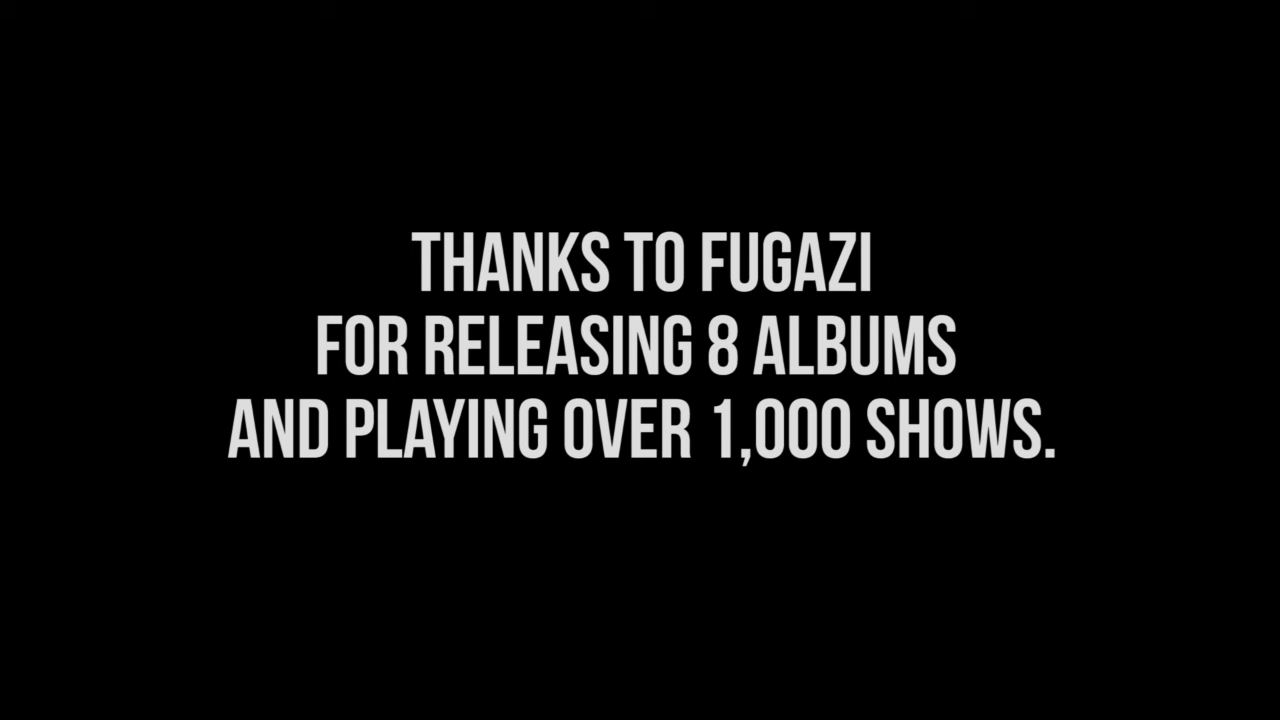 THANKS TO FUGAZI
FOR RELEASING 8 ALBUMS
AND PLAYING OVER 1,000 SHOWS.